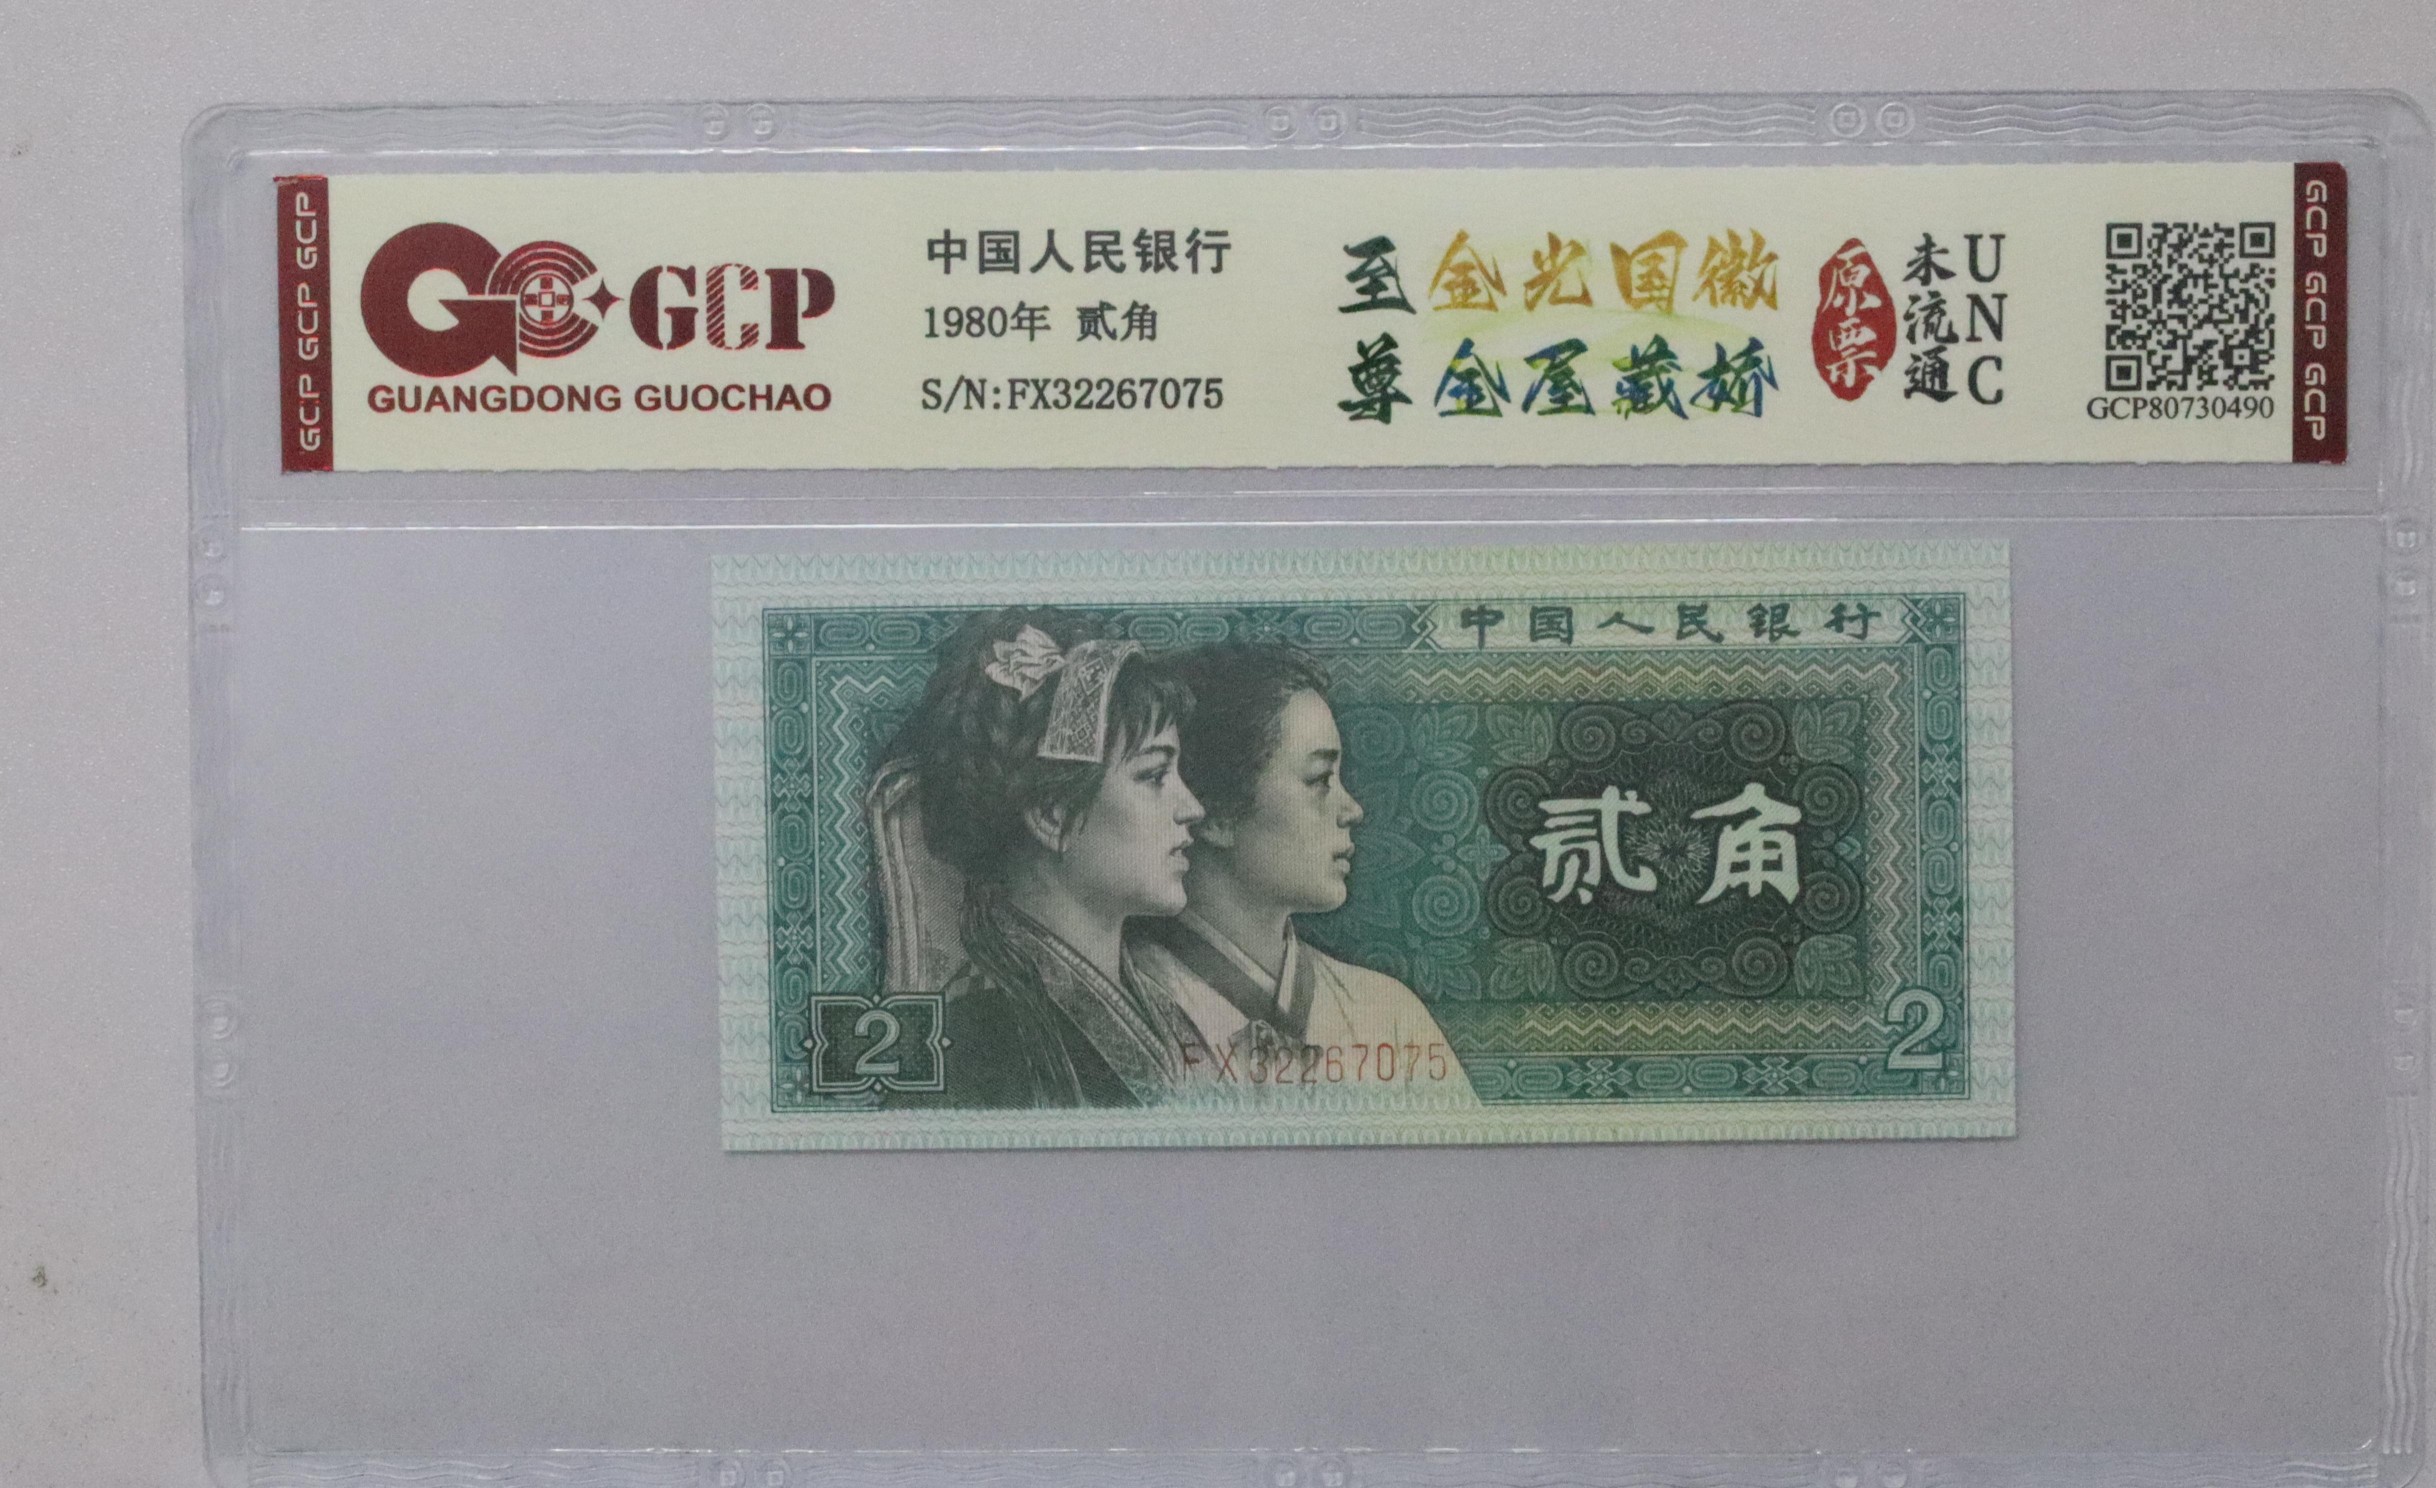 GCP GCP GCP
GCP
GUANGDONG GUOCHAO
中国人民银行
1980年 贰角
S/N:FX32267075
至尊
金光国徽
金屋藏娇
原票
未流通
UNC
GCP80730490
GCP GCP GCP
中国人民银行
贰角
2
FX32267075
2